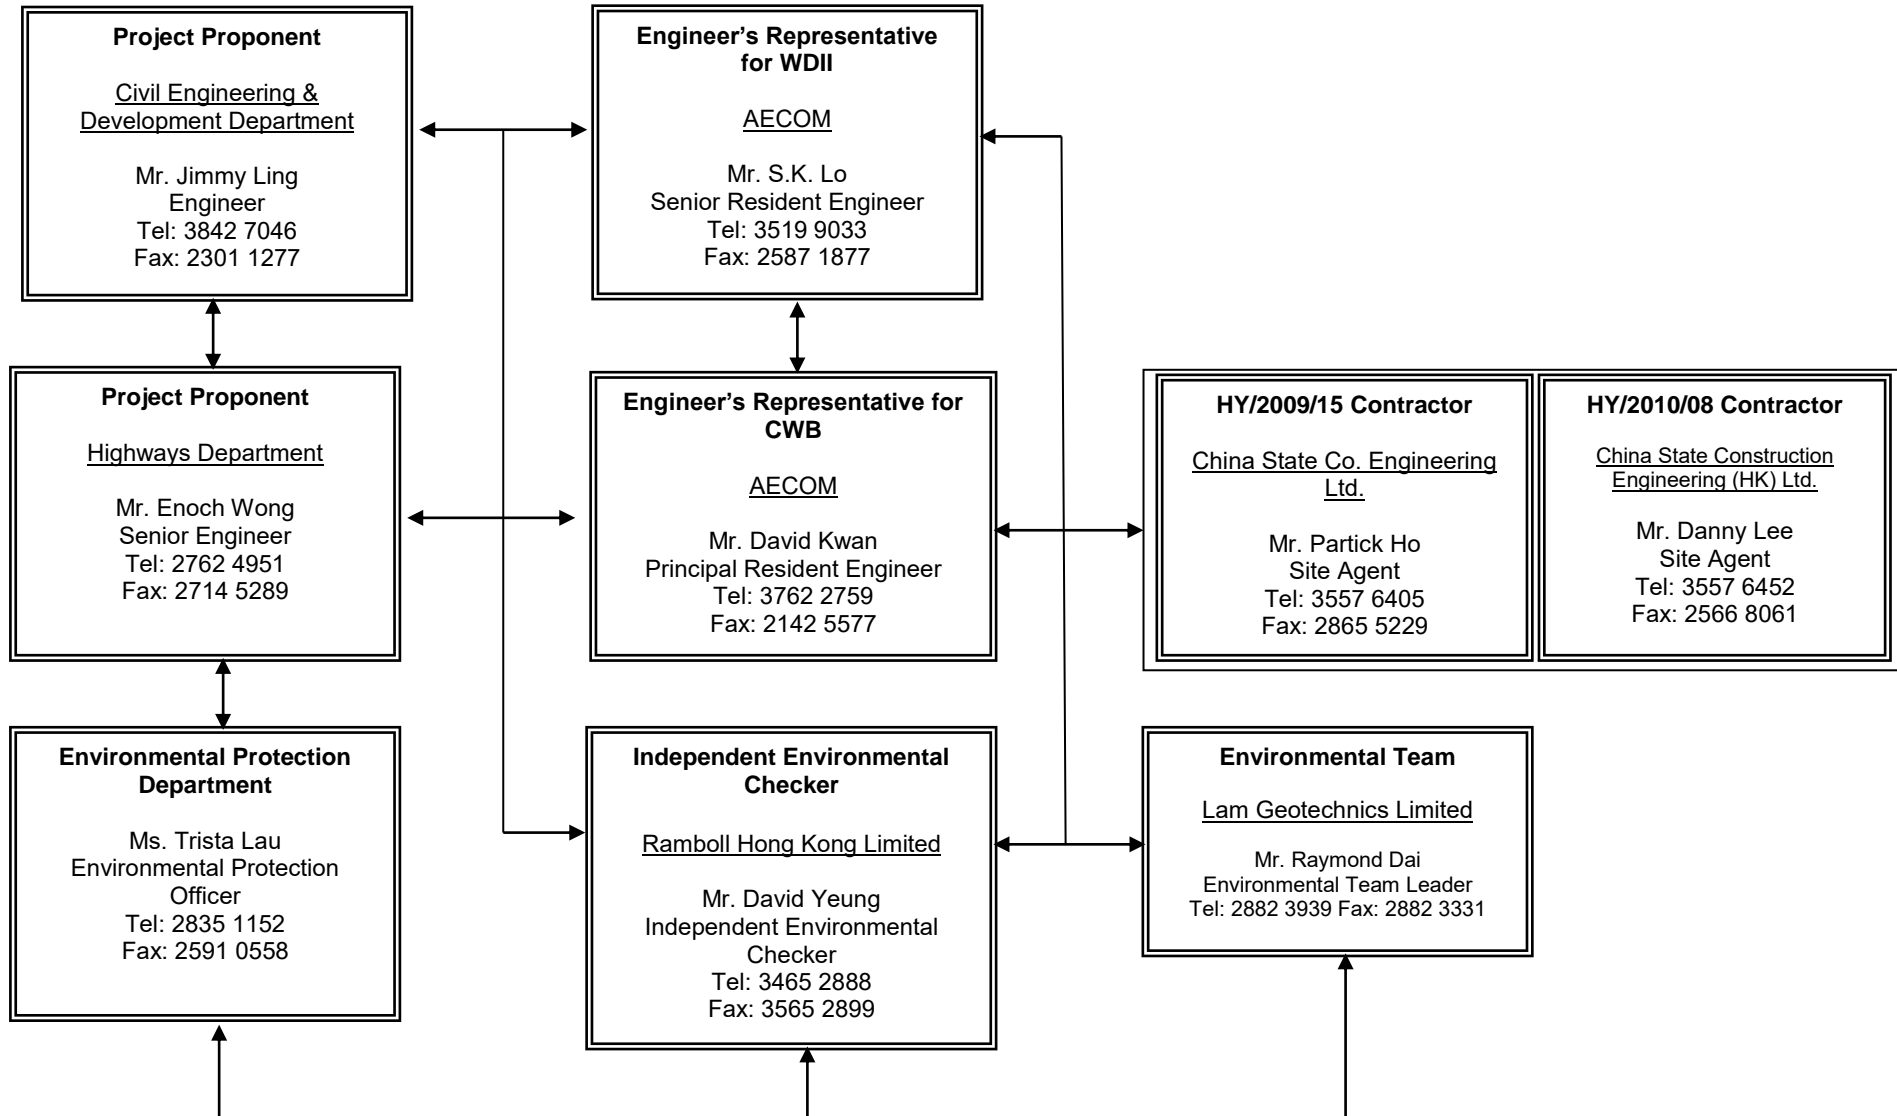 Project Proponent
Civil Engineering &
Development Department
Mr. Jimmy Ling
Engineer
Tel: 3842 7046
Fax: 2301 1277
Engineer’s Representative
for WDII
AECOM
Mr. S.K. Lo
Senior Resident Engineer
Tel: 3519 9033
Fax: 2587 1877
Project Proponent
Highways Department
Mr. Enoch Wong
Senior Engineer
Tel: 2762 4951
Fax: 2714 5289
Engineer’s Representative for
CWB
AECOM
Mr. David Kwan
Principal Resident Engineer
Tel: 3762 2759
Fax: 2142 5577
HY/2009/15 Contractor
China State Co. Engineering
Ltd.
Mr. Partick Ho
Site Agent
Tel: 3557 6405
Fax: 2865 5229
HY/2010/08 Contractor
China State Construction
Engineering (HK) Ltd.
Mr. Danny Lee
Site Agent
Tel: 3557 6452
Fax: 2566 8061
Environmental Protection
Department
Ms. Trista Lau
Environmental Protection
Officer
Tel: 2835 1152
Fax: 2591 0558
Independent Environmental
Checker
Ramboll Hong Kong Limited
Mr. David Yeung
Independent Environmental
Checker
Tel: 3465 2888
Fax: 3565 2899
Environmental Team
Lam Geotechnics Limited
Mr. Raymond Dai
Environmental Team Leader
Tel: 2882 3939 Fax: 2882 3331